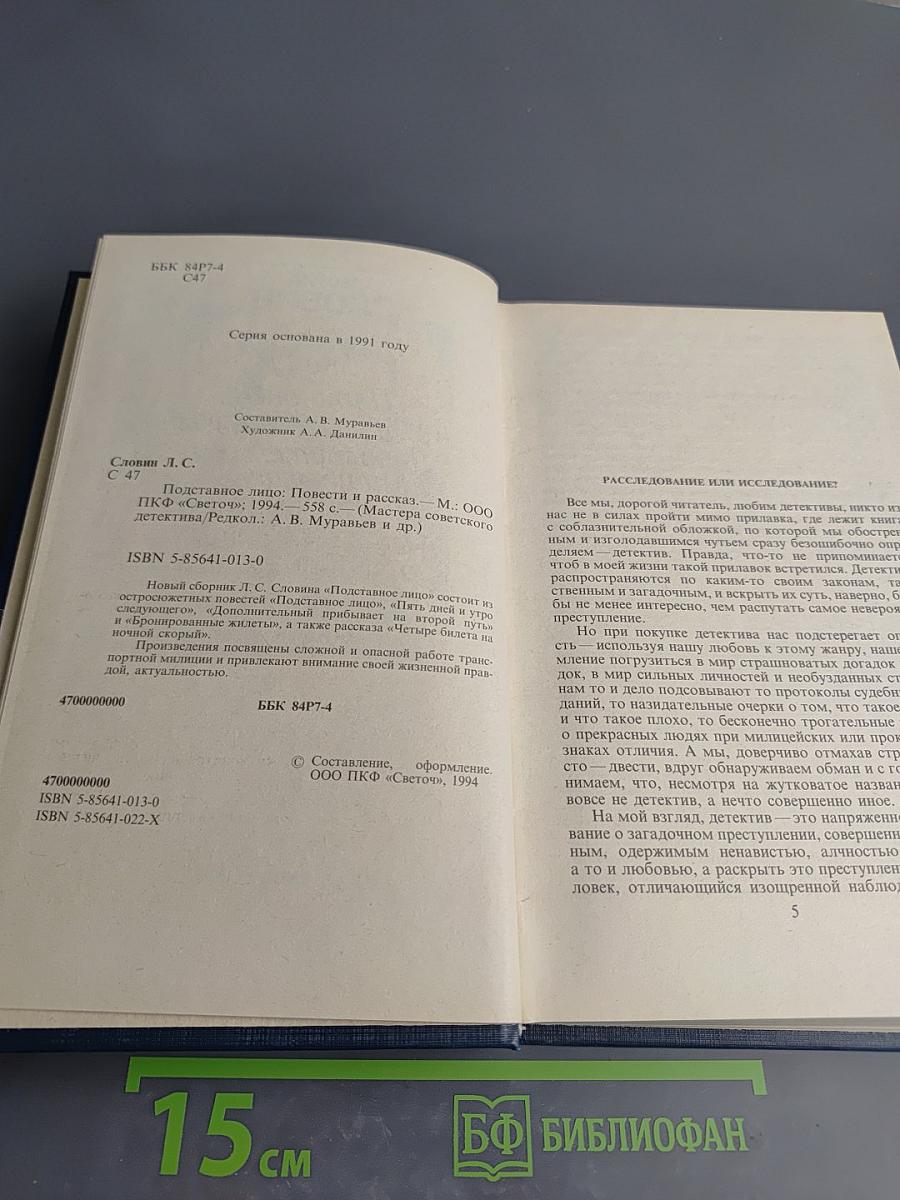 ББК 84Р7-4
С47
Серия основана в 1991 году
Составитель А. В. Муравьев
Художник А. А. Данилин
Словин Л. С.
С 47
Подставное лицо: Повести и рассказ.— М.: ООО
ПКФ «Светоч»; 1994.— 558 с.— (Мастера советского
детектива/Редкол.: А. В. Муравьев и др.)
ISBN 5-85641-013-0
Новый сборник Л. С. Словина «Подставное лицо» состоит из
остросюжетных повестей «Подставное лицо», «Пять дней и утро
следующего», «Дополнительный прибывает на второй путь»
и «Бронированные жилеты», а также рассказа «Четыре билета на
ночной скорый».
Произведения посвящены сложной и опасной работе транс-
портной милиции и привлекают внимание своей жизненной прав-
дой, актуальностью.
4700000000
ББК 84Р7-4
© Составление, оформление.
ООО ПКФ «Светоч», 1994
4700000000
ISBN 5-85641-013-0
ISBN 5-85641-022-X
РАССЛЕДОВАНИЕ ИЛИ ИССЛЕДОВАНИЕ?
Все мы, дорогой читатель, любим детективы, никто из
нас не в силах пройти мимо прилавка, где лежит книга
с соблазнительной обложкой, по которой мы обострен
ным и изголодавшимся чутьем сразу безошибочно опр
деляем — детектив. Правда, что-то не припоминает
чтоб в моей жизни такой прилавок встретился. Детекти
распространяются по каким-то своим законам, та
ственным и загадочным, и вскрыть их суть, наверно, б
бы не менее интересно, чем распутать самое неверо
преступление.
Но при покупке детектива нас подстерегает оп
сть — используя нашу любовь к этому жанру, наше
мление погрузиться в мир страшноватых догадок
док, в мир сильных личностей и необузданных ст
нам то и дело подсовывают то протоколы судебн
даний, то назидательные очерки о том, что такое
и что такое плохо, то бесконечно трогательные
о прекрасных людях при милицейских или прок
знаках отличия. А мы, доверчиво отмахав стр
сто — двести, вдруг обнаруживаем обман и с го
нимаем, что, несмотря на жутковатое назван
вовсе не детектив, а нечто совершенно иное.
На мой взгляд, детектив — это напряженно
вание о загадочном преступлении, совершенн
ным, одержимым ненавистью, алчностью
а то и любовью, а раскрыть это преступлен
ловек, отличающийся изощренной наблюд
5
15 см
БФ БИБЛИОФАН